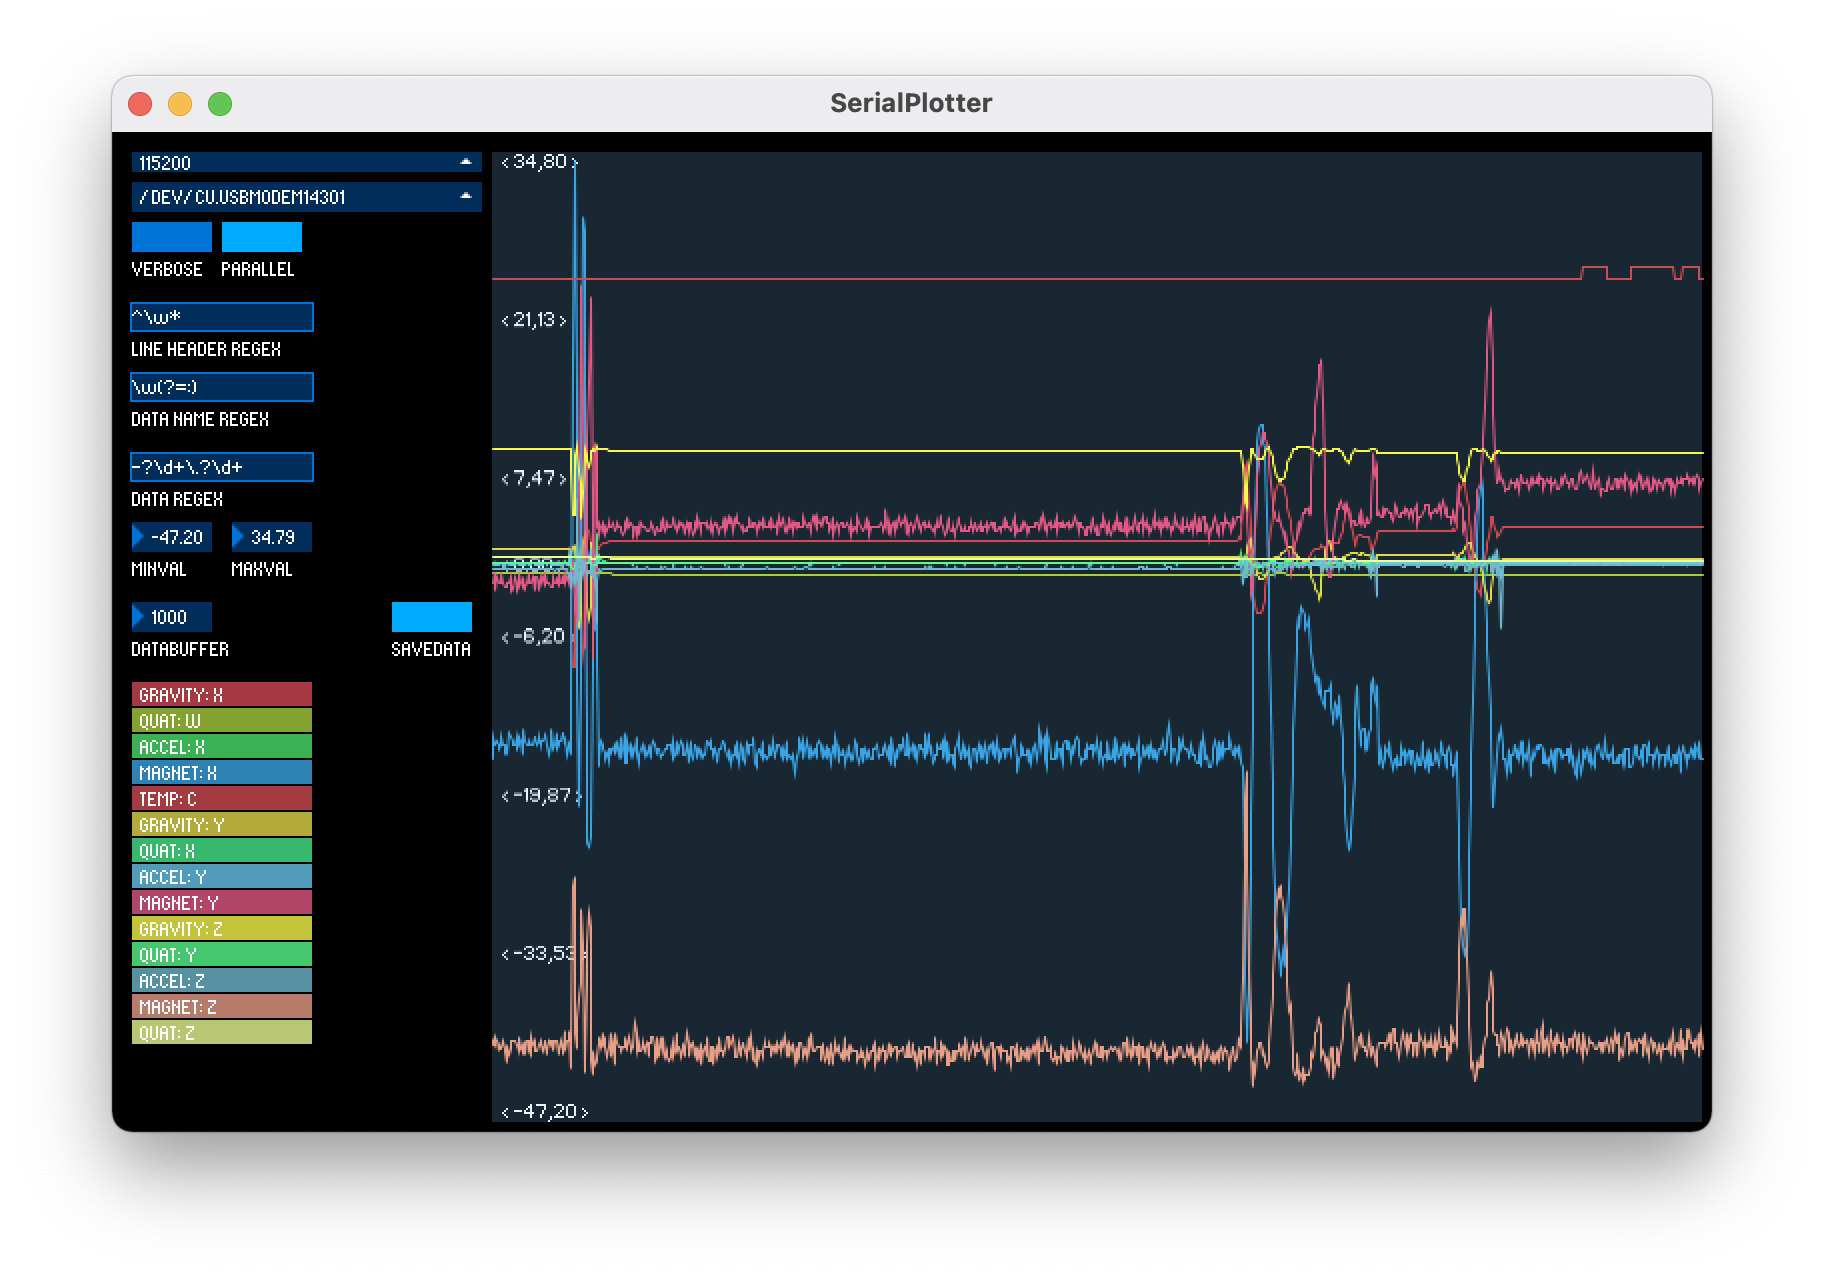 SerialPlotter
115200
/DEV/CU.USBMODEM14301
VERBOSE PARALLEL
^\w*
LINE HEADER REGEX
\w(?=:)
DATA NAME REGEX
-?\d+\.?\d+
DATA REGEX
-47.20 34.79
MINVAL MAXVAL
1000
DATABUFFER SAVEDATA
GRAVITY: X
QUAT: W
ACCEL: X
MAGNET: X
TEMP: C
GRAVITY: Y
QUAT: X
ACCEL: Y
MAGNET: Y
GRAVITY: Z
QUAT: Y
ACCEL: Z
MAGNET: Z
QUAT: Z
<34,80>
<21,13>
<7,47>
<-6,20
<-19,87>
<-33,53>
<-47,20>